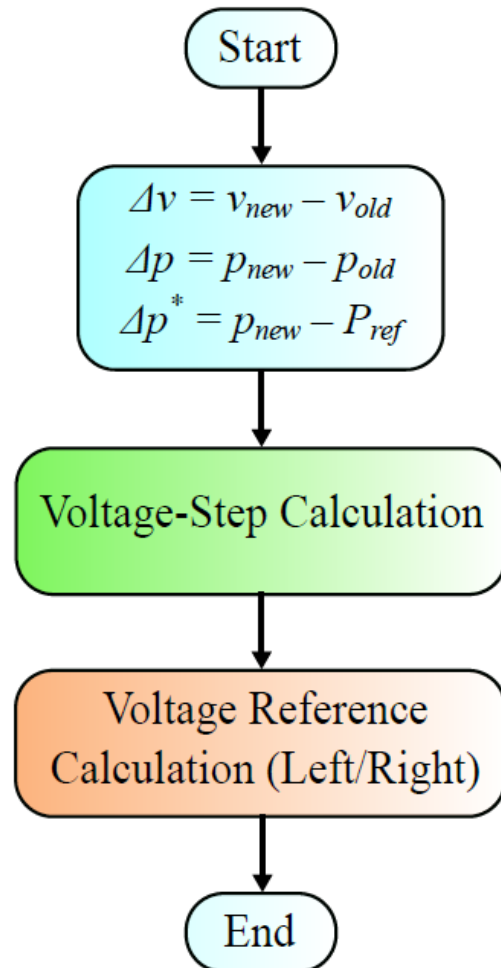 Start
Δv = v_new – v_old
Δp = p_new – p_old
Δp* = p_new – P_ref
Voltage-Step Calculation
Voltage Reference
Calculation (Left/Right)
End